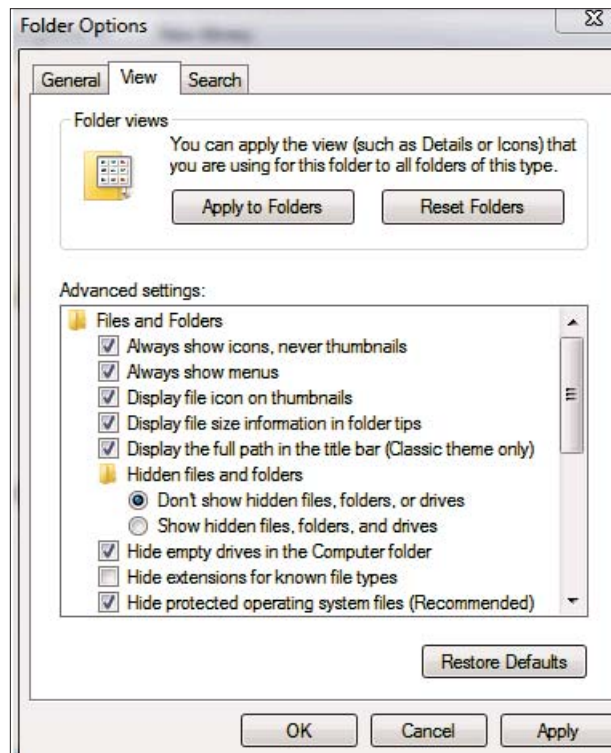 Folder Options
General View Search
Folder views
You can apply the view (such as Details or Icons) that
you are using for this folder to all folders of this type.
Apply to Folders Reset Folders
Advanced settings:
Files and Folders
Always show icons, never thumbnails
Always show menus
Display file icon on thumbnails
Display file size information in folder tips
Display the full path in the title bar (Classic theme only)
Hidden files and folders
Don't show hidden files, folders, or drives
Show hidden files, folders, and drives
Hide empty drives in the Computer folder
Hide extensions for known file types
Hide protected operating system files (Recommended)
Restore Defaults
OK Cancel Apply